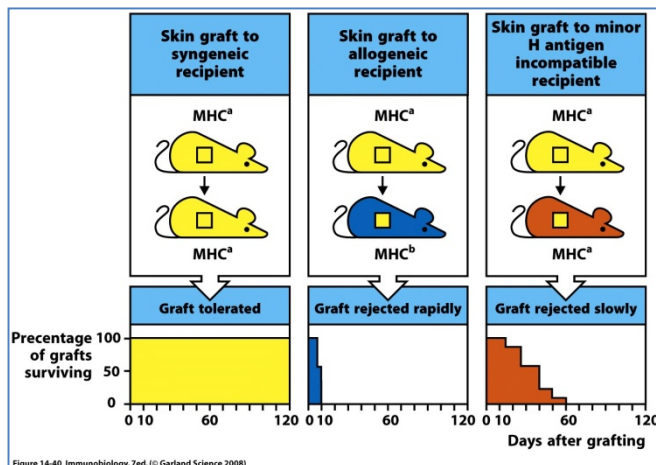 Skin graft to
syngeneic
recipient
Skin graft to
allogeneic
recipient
Skin graft to minor
H antigen
incompatible
recipient
MHCᵃ
MHCᵃ
MHCᵃ
MHCᵃ
MHCᵇ
MHCᵃ
Graft tolerated
Graft rejected rapidly
Graft rejected slowly
Precentage
of grafts
surviving
100
50
0
0 10 60 120
0 10 60 120
0 10 60 120
Days after grafting
Figure 14-40 Immunobiology, 7ed. (© Garland Science 2008)